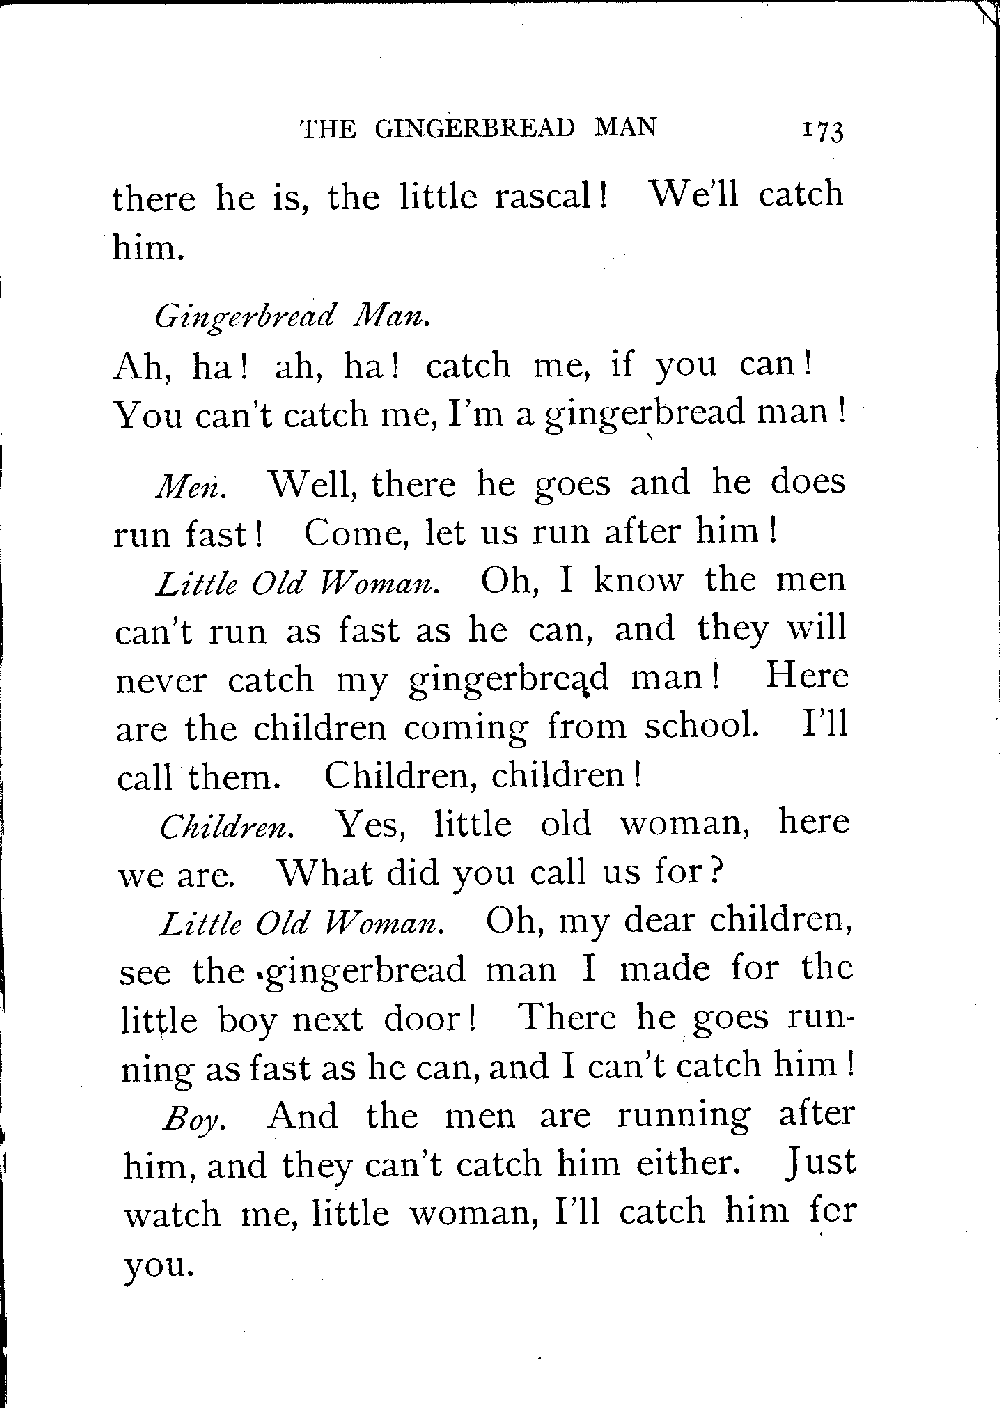 THE GINGERBREAD MAN 173
there he is, the little rascal! We'll catch
him.
Gingerbread Man.
Ah, ha! ah, ha! catch me, if you can!
You can't catch me, I'm a gingerbread man!
Men. Well, there he goes and he does
run fast! Come, let us run after him!
Little Old Woman. Oh, I know the men
can't run as fast as he can, and they will
never catch my gingerbread man! Here
are the children coming from school. I'll
call them. Children, children!
Children. Yes, little old woman, here
we are. What did you call us for?
Little Old Woman. Oh, my dear children,
see the gingerbread man I made for the
little boy next door! There he goes run-
ning as fast as he can, and I can't catch him!
Boy. And the men are running after
him, and they can't catch him either. Just
watch me, little woman, I'll catch him for
you.